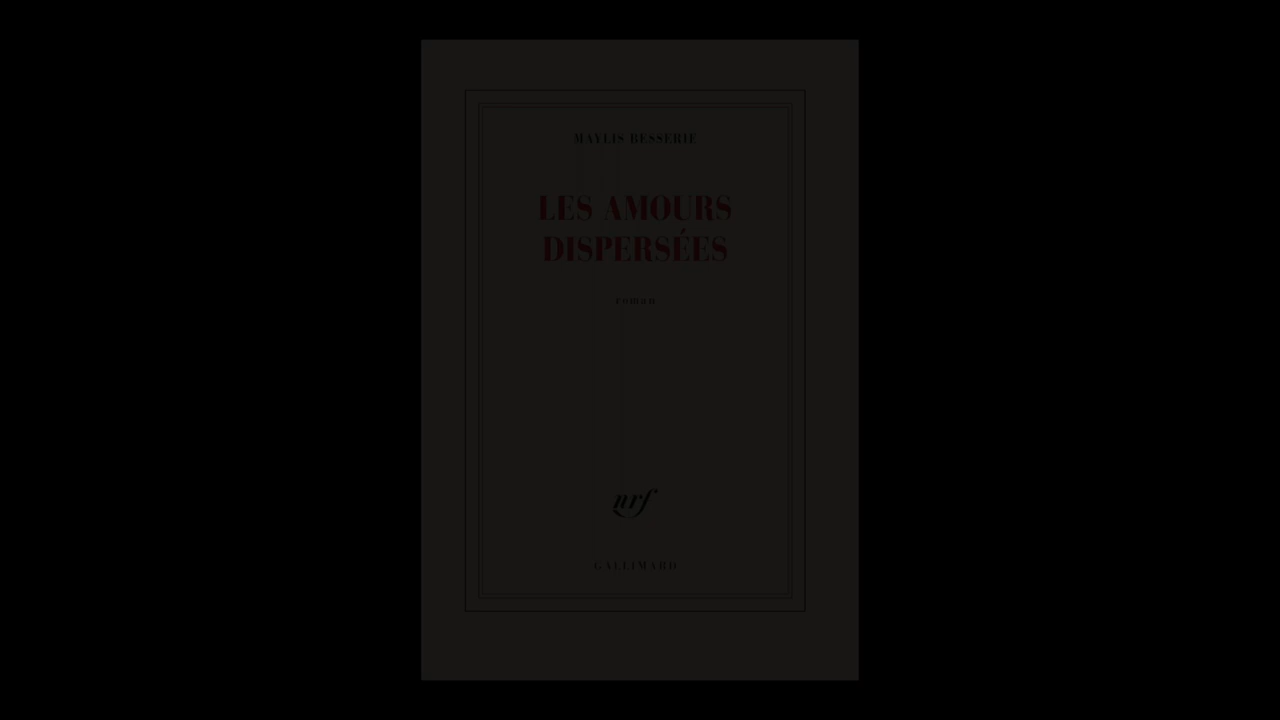 MAYLIS BESSERIE
LES AMOURS
DISPERSÉES
roman
nrf
GALLIMARD